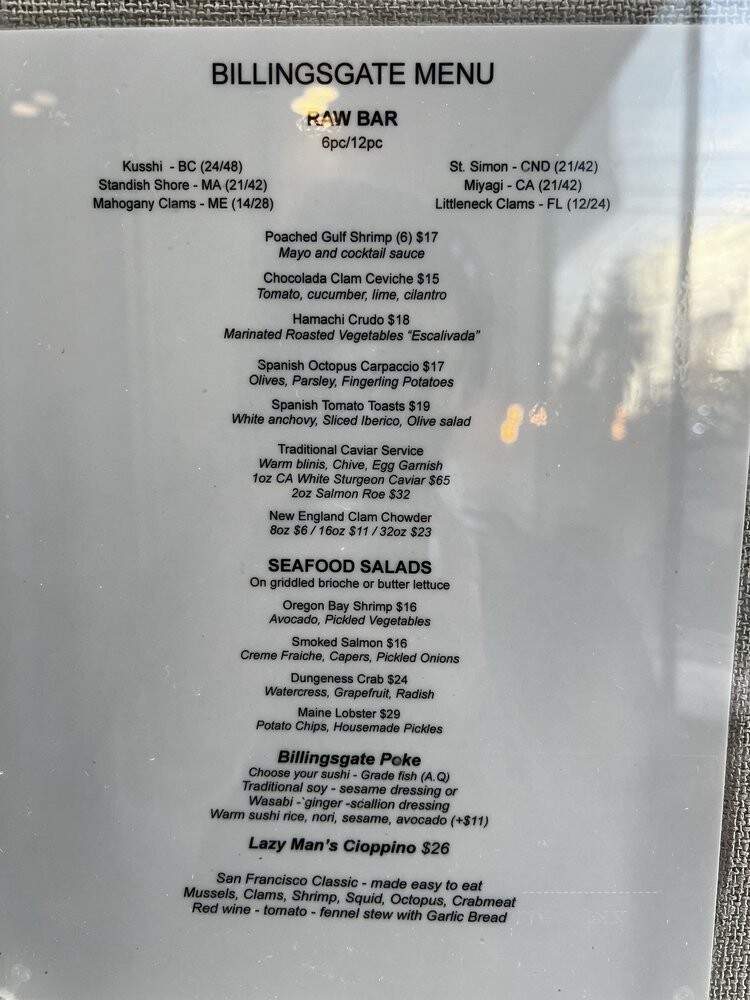 BILLINGSGATE MENU
RAW BAR
6pc/12pc
Kusshi - BC (24/48)
Standish Shore - MA (21/42)
Mahogany Clams - ME (14/28)
St. Simon - CND (21/42)
Miyagi - CA (21/42)
Littleneck Clams - FL (12/24)
Poached Gulf Shrimp (6) $17
Mayo and cocktail sauce
Chocolada Clam Ceviche $15
Tomato, cucumber, lime, cilantro
Hamachi Crudo $18
Marinated Roasted Vegetables “Escalivada”
Spanish Octopus Carpaccio $17
Olives, Parsley, Fingerling Potatoes
Spanish Tomato Toasts $19
White anchovy, Sliced Iberico, Olive salad
Traditional Caviar Service
Warm blinis, Chive, Egg Garnish
1oz CA White Sturgeon Caviar $65
2oz Salmon Roe $32
New England Clam Chowder
8oz $6 / 16oz $11 / 32oz $23
SEAFOOD SALADS
On griddled brioche or butter lettuce
Oregon Bay Shrimp $16
Avocado, Pickled Vegetables
Smoked Salmon $16
Creme Fraiche, Capers, Pickled Onions
Dungeness Crab $24
Watercress, Grapefruit, Radish
Maine Lobster $29
Potato Chips, Housemade Pickles
Billingsgate Poke
Choose your sushi - Grade fish (A.Q)
Traditional soy - sesame dressing or
Wasabi -`ginger -scallion dressing
Warm sushi rice, nori, sesame, avocado (+$11)
Lazy Man's Cioppino $26
San Francisco Classic - made easy to eat
Mussels, Clams, Shrimp, Squid, Octopus, Crabmeat
Red wine - tomato - fennel stew with Garlic Bread